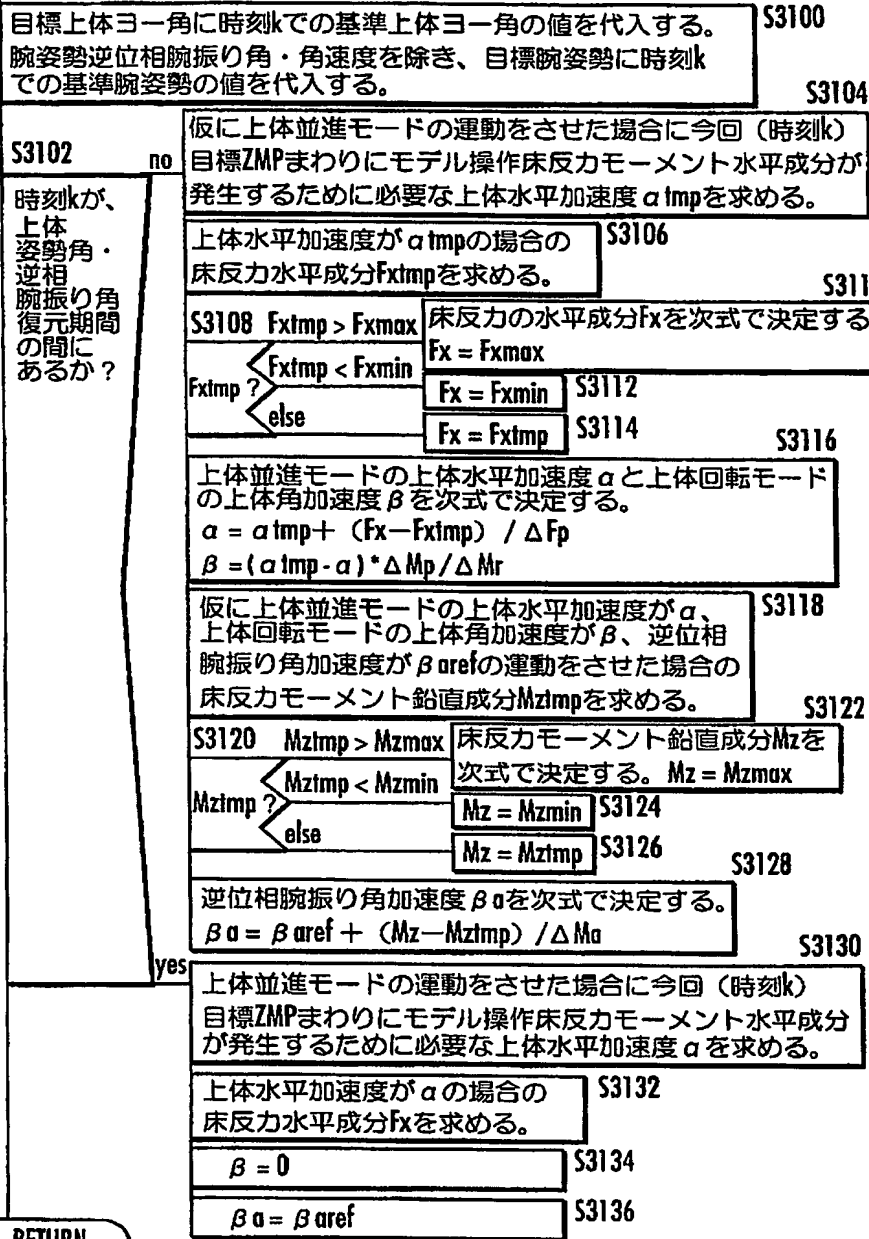 目標上体ヨー角に時刻kでの基準上体ヨー角の値を代入する。
腕姿勢逆位相腕振り角・角速度を除き、目標腕姿勢に時刻k
での基準腕姿勢の値を代入する。
S3100
S3102
時刻kが、
上体
姿勢角・
逆相
腕振り角
復元期間
の間に
あるか？
no
S3104
仮に上体並進モードの運動をさせた場合に今回（時刻k）
目標ZMPまわりにモデル操作床反力モーメント水平成分が
発生するために必要な上体水平加速度αtmpを求める。
上体水平加速度がαtmpの場合の
床反力水平成分Fxtmpを求める。
S3106
S3108
Fxtmp ?
Fxtmp > Fxmax
S311
床反力の水平成分Fxを次式で決定する
Fx = Fxmax
Fxtmp < Fxmin
Fx = Fxmin
S3112
else
Fx = Fxtmp
S3114
S3116
上体並進モードの上体水平加速度αと上体回転モード
の上体角加速度βを次式で決定する。
α = αtmp＋（Fx－Fxtmp）/ΔFp
β =(αtmp-α)*ΔMp/ΔMr
仮に上体並進モードの上体水平加速度がα、
上体回転モードの上体角加速度がβ、逆位相
腕振り角加速度がβarefの運動をさせた場合の
床反力モーメント鉛直成分Mztmpを求める。
S3118
S3120
Mztmp ?
Mztmp > Mzmax
S3122
床反力モーメント鉛直成分Mzを
次式で決定する。Mz = Mzmax
Mztmp < Mzmin
Mz = Mzmin
S3124
else
Mz = Mztmp
S3126
S3128
逆位相腕振り角加速度βaを次式で決定する。
βa = βaref＋（Mz－Mztmp）/ΔMa
yes
S3130
上体並進モードの運動をさせた場合に今回（時刻k）
目標ZMPまわりにモデル操作床反力モーメント水平成分
が発生するために必要な上体水平加速度αを求める。
上体水平加速度がαの場合の
床反力水平成分Fxを求める。
S3132
β = 0
S3134
βa = βaref
S3136
RETURN